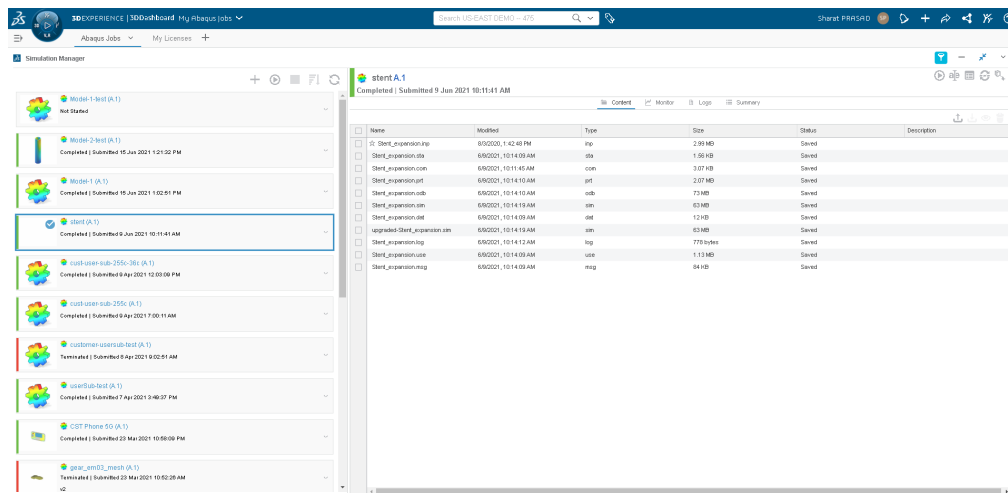 3DEXPERIENCE | 3DDashboard My Abaqus Jobs
Search US-EAST DEMO - 475
Sharat PRASAD
Abaqus Jobs
My Licenses
Simulation Manager
Model-1-test (A.1)
Not Started
Model-2-test (A.1)
Completed | Submitted 15 Jun 2021 1:21:32 PM
Model-1 (A.1)
Completed | Submitted 15 Jun 2021 1:02:51 PM
stent (A.1)
Completed | Submitted 9 Jun 2021 10:11:41 AM
cust-user-sub-255c-36c (A.1)
Completed | Submitted 9 Apr 2021 12:03:09 PM
cust-user-sub-255c (A.1)
Completed | Submitted 9 Apr 2021 7:00:11 AM
customer-usersub-test (A.1)
Terminated | Submitted 8 Apr 2021 9:02:51 AM
userSub-test (A.1)
Completed | Submitted 7 Apr 2021 3:49:37 PM
CST Phone 5G (A.1)
Completed | Submitted 23 Mar 2021 10:58:09 PM
gear_em03_mesh (A.1)
Terminated | Submitted 23 Mar 2021 10:52:26 AM
v2
stent A.1
Completed | Submitted 9 Jun 2021 10:11:41 AM
Content Monitor Logs Summary
Name Modified Type Size Status Description
Stent_expansion.inp 8/3/2020, 1:42:48 PM inp 2.99 MB Saved
Stent_expansion.sta 6/9/2021, 10:14:09 AM sta 1.56 KB Saved
Stent_expansion.com 6/9/2021, 10:11:45 AM com 3.07 KB Saved
Stent_expansion.prt 6/9/2021, 10:14:10 AM prt 2.07 MB Saved
Stent_expansion.odb 6/9/2021, 10:14:10 AM odb 73 MB Saved
Stent_expansion.sim 6/9/2021, 10:14:19 AM sim 63 MB Saved
Stent_expansion.dat 6/9/2021, 10:14:09 AM dat 12 KB Saved
upgraded-Stent_expansion.sim 6/9/2021, 10:14:19 AM sim 63 MB Saved
Stent_expansion.log 6/9/2021, 10:14:12 AM log 778 bytes Saved
Stent_expansion.use 6/9/2021, 10:14:09 AM use 1.13 MB Saved
Stent_expansion.msg 6/9/2021, 10:14:09 AM msg 84 KB Saved